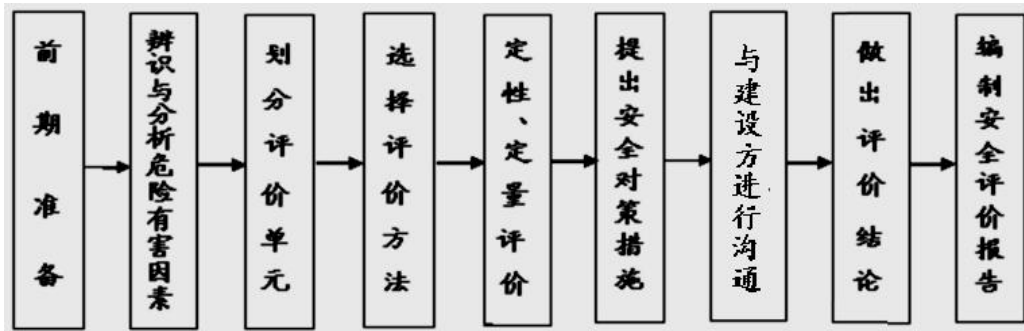 前期准备
辨识与分析危险有害因素
划分评价单元
选择评价方法
定性、定量评价
提出安全对策措施
与建设方进行沟通
做出评价结论
编制安全评价报告